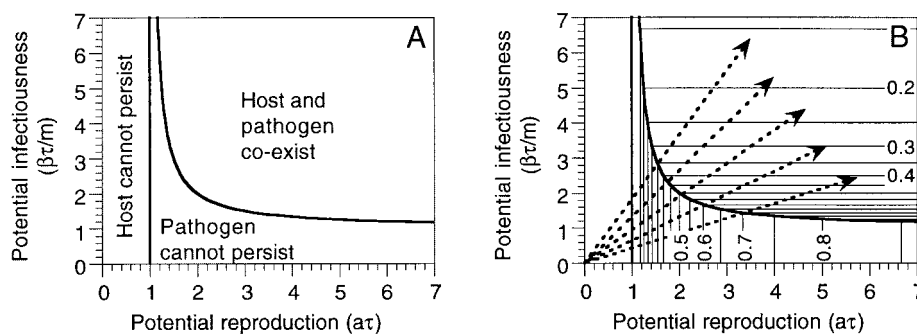 A
Potential infectiousness
(βτ/m)
7
6
5
4
3
2
1
0
Host cannot persist
Host and
pathogen
co-exist
Pathogen
cannot persist
0 1 2 3 4 5 6 7
Potential reproduction (aτ)
B
Potential infectiousness
(βτ/m)
7
6
5
4
3
2
1
0
0.2
0.3
0.4
0.5
0.6
0.7
0.8
0 1 2 3 4 5 6 7
Potential reproduction (aτ)